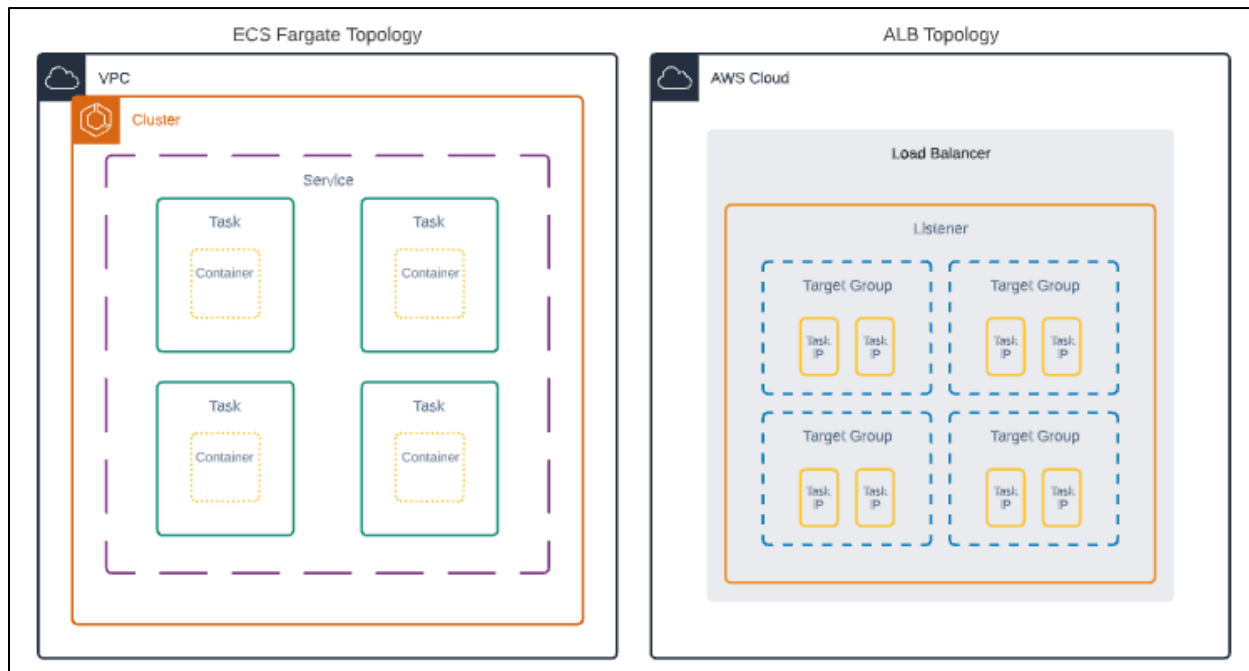 ECS Fargate Topology
VPC
Cluster
Service
Task
Task
Container
Container
Task
Task
Container
Container
ALB Topology
AWS Cloud
Load Balancer
Listener
Target Group
Target Group
Task
IP
Task
IP
Task
IP
Task
IP
Target Group
Target Group
Task
IP
Task
IP
Task
IP
Task
IP